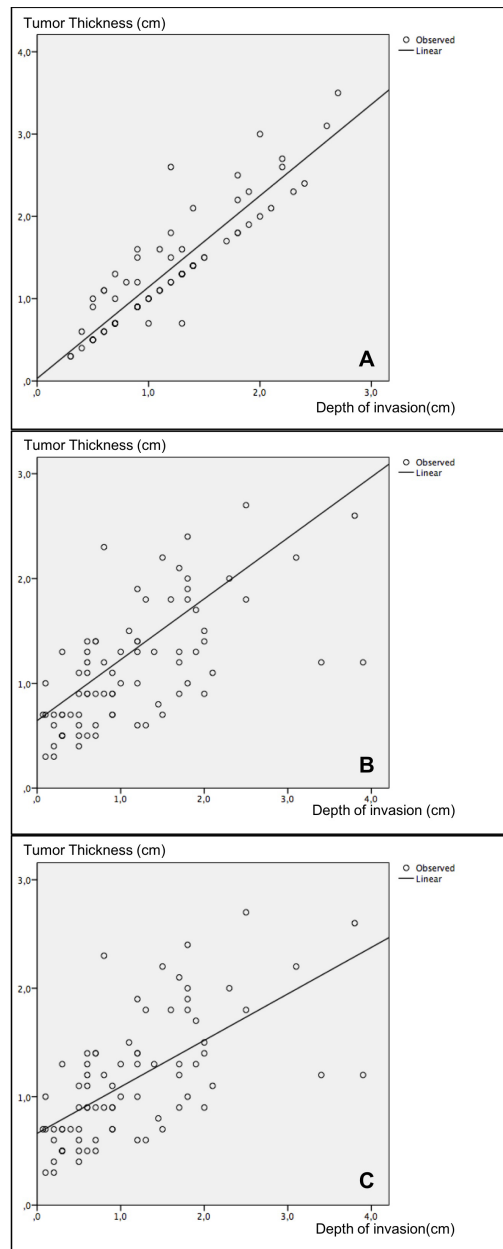 Tumor Thickness (cm)
4,0
3,0
2,0
1,0
,0
,0 1,0 2,0 3,0
Depth of invasion(cm)
Observed
Linear
A
Tumor Thickness (cm)
3,0
2,0
1,0
,0
,0 1,0 2,0 3,0 4,0
Depth of invasion (cm)
Observed
Linear
B
Tumor Thickness (cm)
3,0
2,0
1,0
,0
,0 1,0 2,0 3,0 4,0
Depth of invasion(cm)
Observed
Linear
C